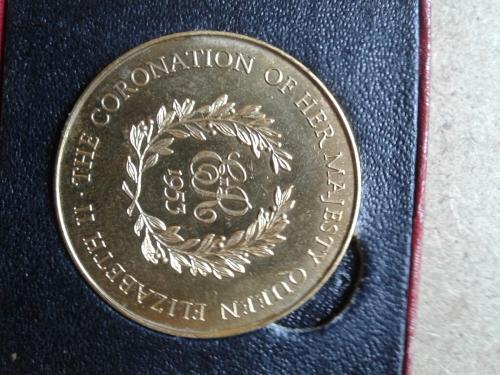 THE CORONATION OF HER MAJESTY QUEEN ELIZABETH II ·
1953